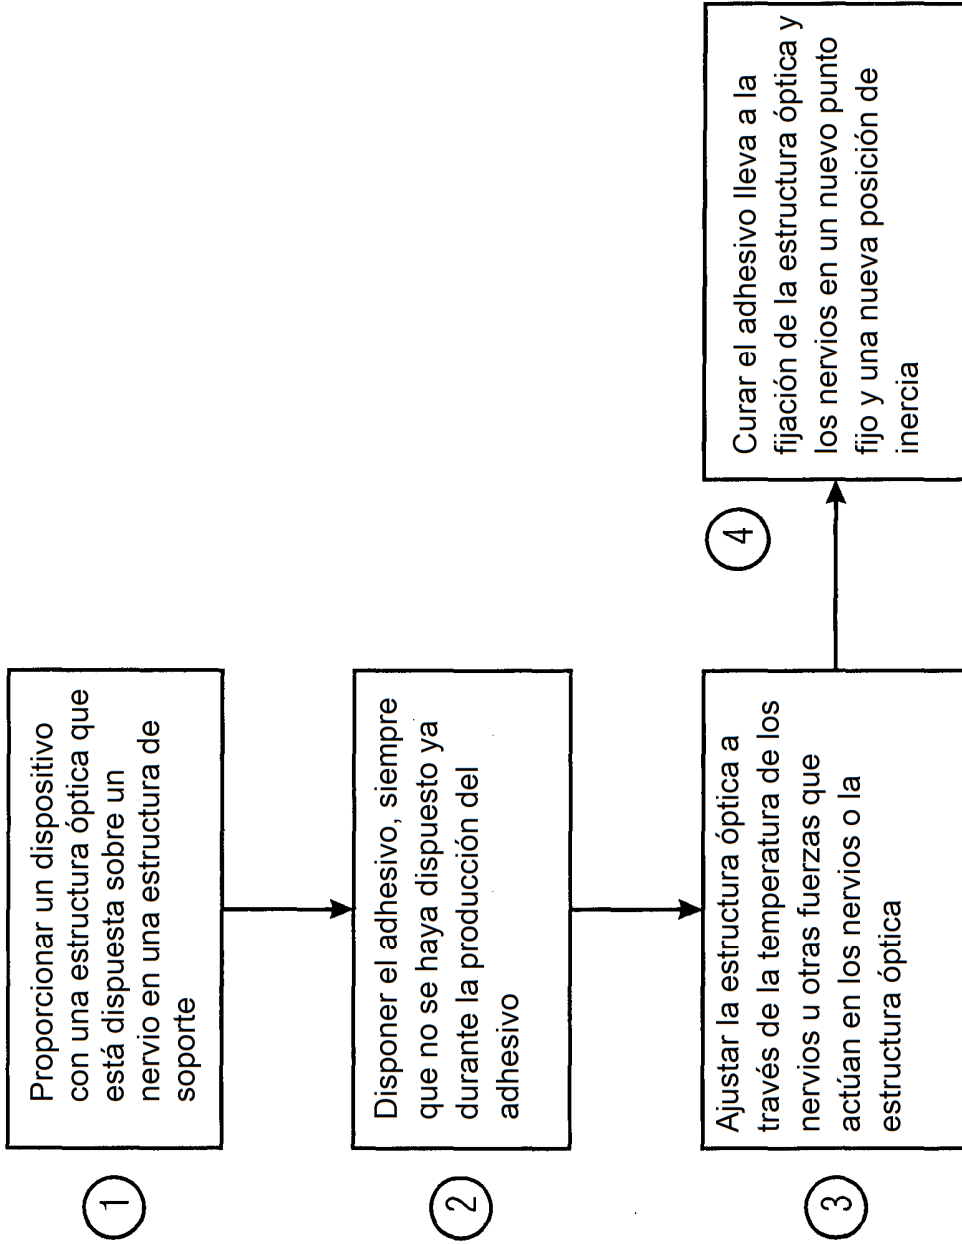 1
Proporcionar un dispositivo
con una estructura óptica que
está dispuesta sobre un
nervio en una estructura de
soporte
2
Disponer el adhesivo, siempre
que no se haya dispuesto ya
durante la producción del
adhesivo
3
Ajustar la estructura óptica a
través de la temperatura de los
nervios u otras fuerzas que
actúan en los nervios o la
estructura óptica
4
Curar el adhesivo lleva a la
fijación de la estructura óptica y
los nervios en un nuevo punto
fijo y una nueva posición de
inercia